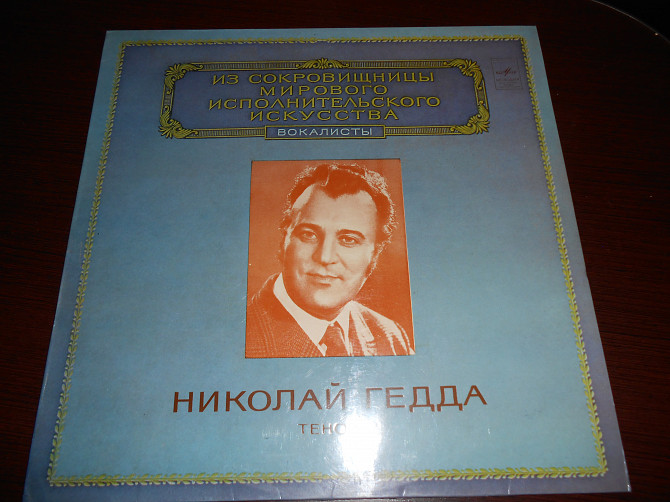 ИЗ СОКРОВИЩНИЦЫ
МИРОВОГО
ИСПОЛНИТЕЛЬСКОГО
ИСКУССТВА
ВОКАЛИСТЫ
НИКОЛАЙ ГЕДДА